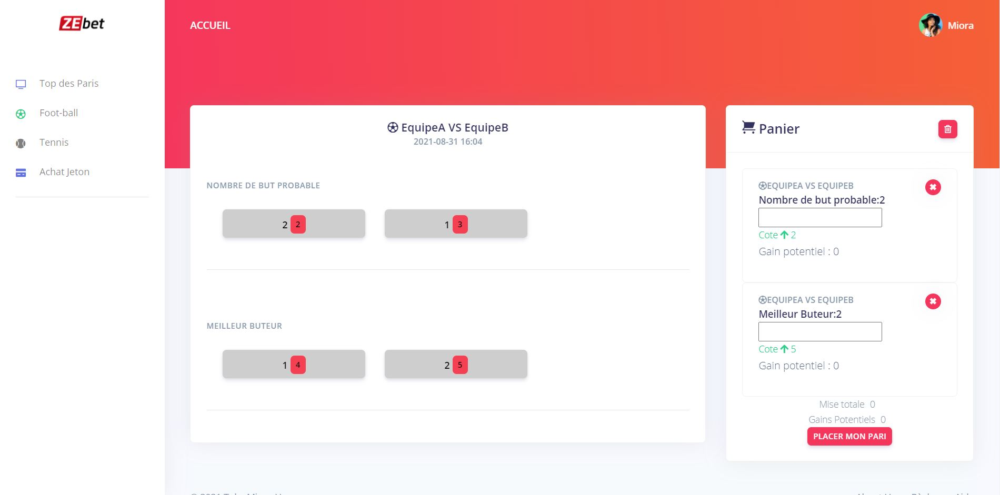 ZEbet
ACCUEIL
Miora
Top des Paris
Foot-ball
Tennis
Achat Jeton
EquipeA VS EquipeB
2021-08-31 16:04
NOMBRE DE BUT PROBABLE
2 2
1 3
MEILLEUR BUTEUR
1 4
2 5
Panier
EQUIPEA VS EQUIPEB
Nombre de but probable:2
Cote 2
Gain potentiel : 0
EQUIPEA VS EQUIPEB
Meilleur Buteur:2
Cote 5
Gain potentiel : 0
Mise totale 0
Gains Potentiels 0
PLACER MON PARI